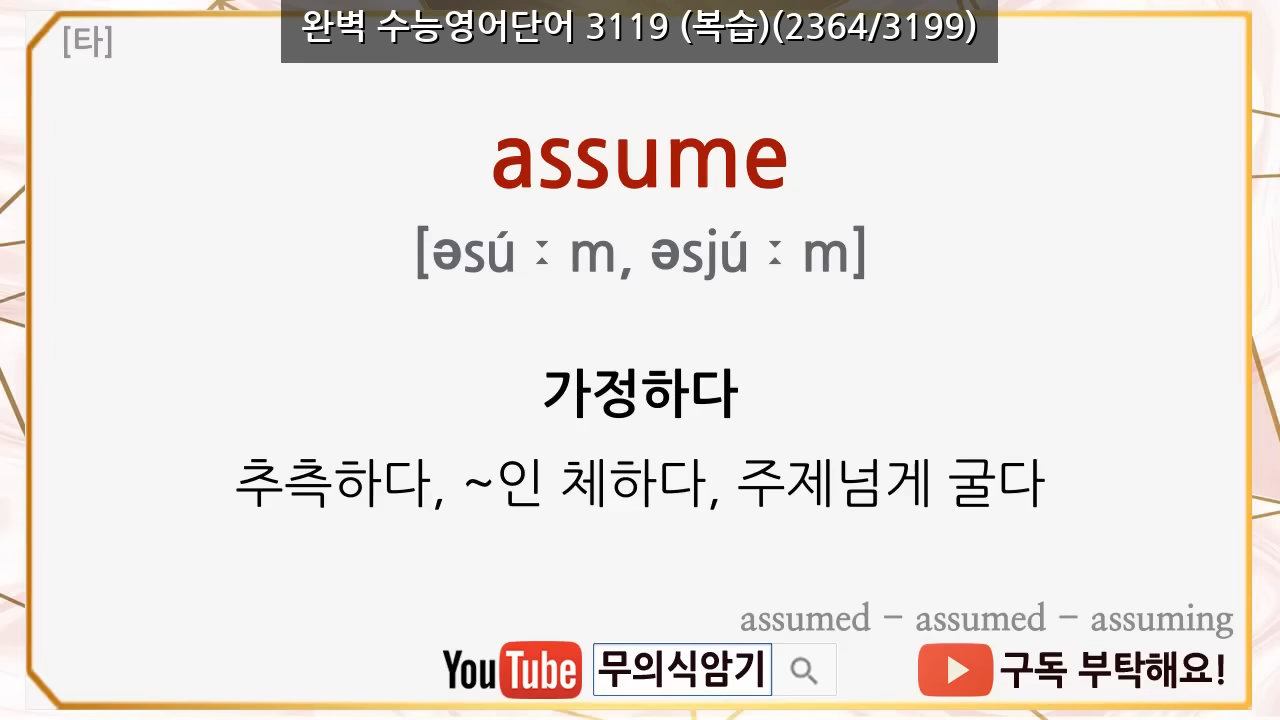 완벽 수능영어단어 3119 (복습)(2364/3199)
[타]
assume
[əsúːm, əsjúːm]
가정하다
추측하다, ~인 체하다, 주제넘게 굴다
assumed - assumed - assuming
YouTube 무의식암기 구독 부탁해요!